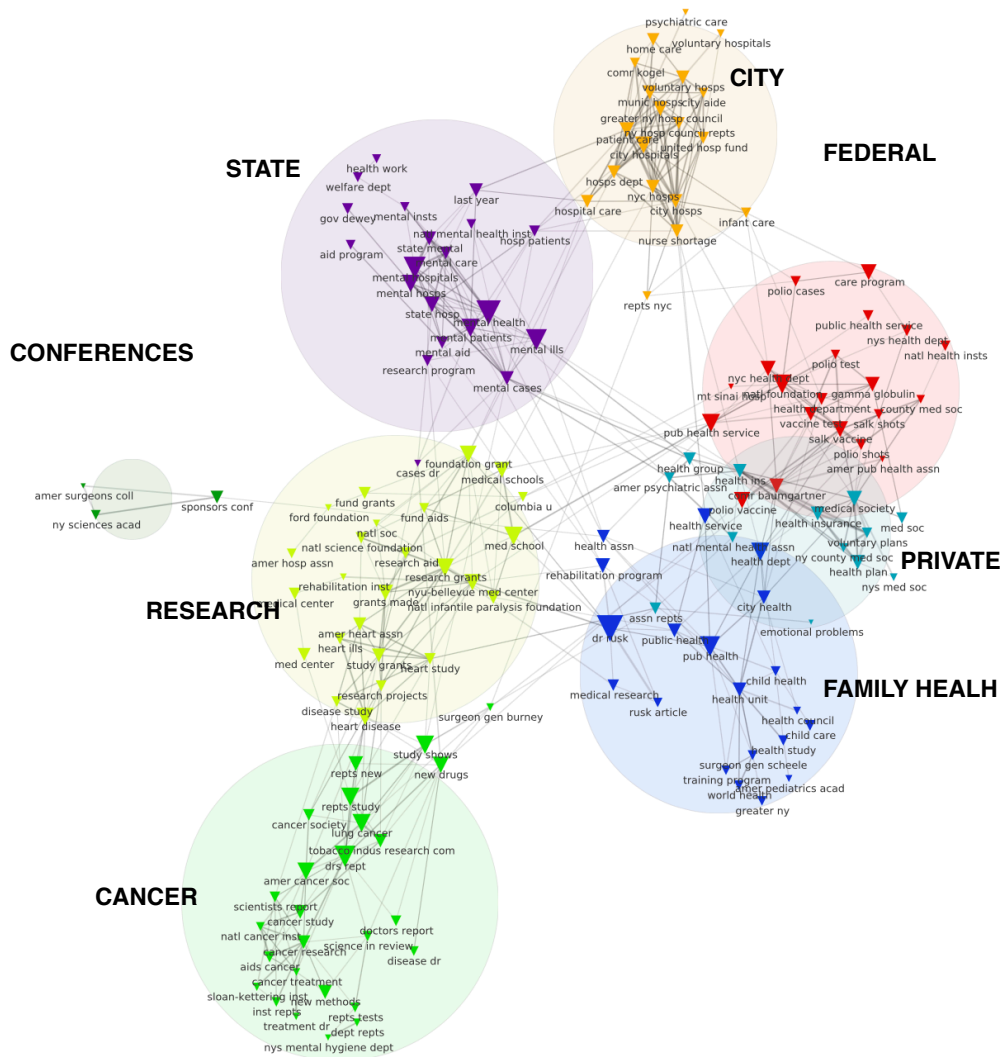 psychiatric care
voluntary hospitals
home care
CITY
comr kogel
voluntary hosps
munic hosps
city aide
greater ny hosp council
ny hosp council repts
patient care
united hosp fund
city hospitals
hosps dept
nyc hosps
hospital care
city hosps
infant care
nurse shortage
repts nyc
STATE
health work
welfare dept
last year
gov dewey
mental insts
natl mental health inst
hosp patients
aid program
state mental
mental care
mental hospitals
mental hosps
state hosp
mental health
mental patients
mental ills
mental aid
research program
mental cases
FEDERAL
polio cases
care program
public health service
nys health dept
natl health insts
polio test
nyc health dept
natl foundation
gamma globulin
mt sinai hosp
health department
county med soc
vaccine test
salk shots
pub health service
salk vaccine
polio shots
amer pub health assn
CONFERENCES
amer surgeons coll
ny sciences acad
sponsors conf
health group
health ins
amer psychiatric assn
comr baumgartner
polio vaccine
medical society
health service
health insurance
med soc
voluntary plans
natl mental health assn
ny county med soc
PRIVATE
health dept
health plan
nys med soc
foundation grant
cases dr
medical schools
fund grants
columbia u
ford foundation
fund aids
natl soc
med school
natl science foundation
amer hosp assn
research aid
research grants
rehabilitation inst
nyu-bellevue med center
RESEARCH
medical center
grants made
natl infantile paralysis foundation
amer heart assn
heart ills
med center
study grants
heart study
research projects
disease study
heart disease
health assn
rehabilitation program
city health
assn repts
emotional problems
dr rusk
public health
pub health
child health
FAMILY HEALH
medical research
health unit
rusk article
health council
child care
health study
surgeon gen scheele
training program
amer pediatrics acad
world health
greater ny
surgeon gen burney
study shows
repts new
new drugs
repts study
cancer society
lung cancer
tobacco indus research com
drs rept
amer cancer soc
CANCER
scientists report
cancer study
doctors report
natl cancer inst
science in review
cancer research
disease dr
aids cancer
cancer treatment
sloan-kettering inst
new methods
inst repts
repts tests
treatment dr
dept repts
nys mental hygiene dept